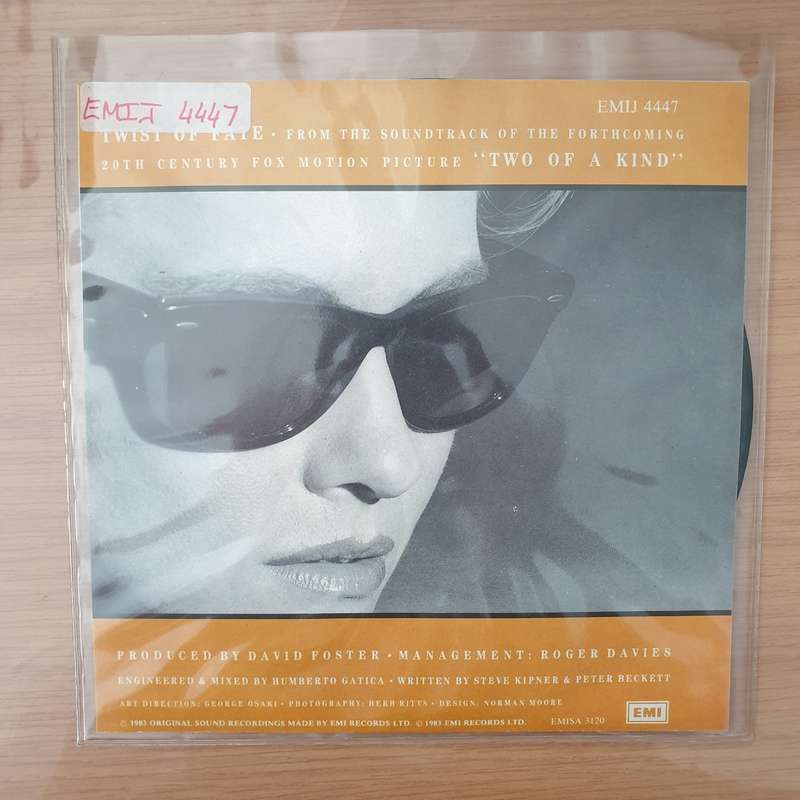 EMIJ 4447
EMIJ 4447
TWIST OF FATE · FROM THE SOUNDTRACK OF THE FORTHCOMING
20TH CENTURY FOX MOTION PICTURE "TWO OF A KIND"
PRODUCED BY DAVID FOSTER · MANAGEMENT: ROGER DAVIES
ENGINEERED & MIXED BY HUMBERTO GATICA · WRITTEN BY STEVE KIPNER & PETER BECKETT
ART DIRECTION: GEORGE OSAKI · PHOTOGRAPHY: HERB RITTS · DESIGN: NORMAN MOORE
℗ 1983 ORIGINAL SOUND RECORDINGS MADE BY EMI RECORDS LTD. © 1983 EMI RECORDS LTD. EMISA 3120
EMI